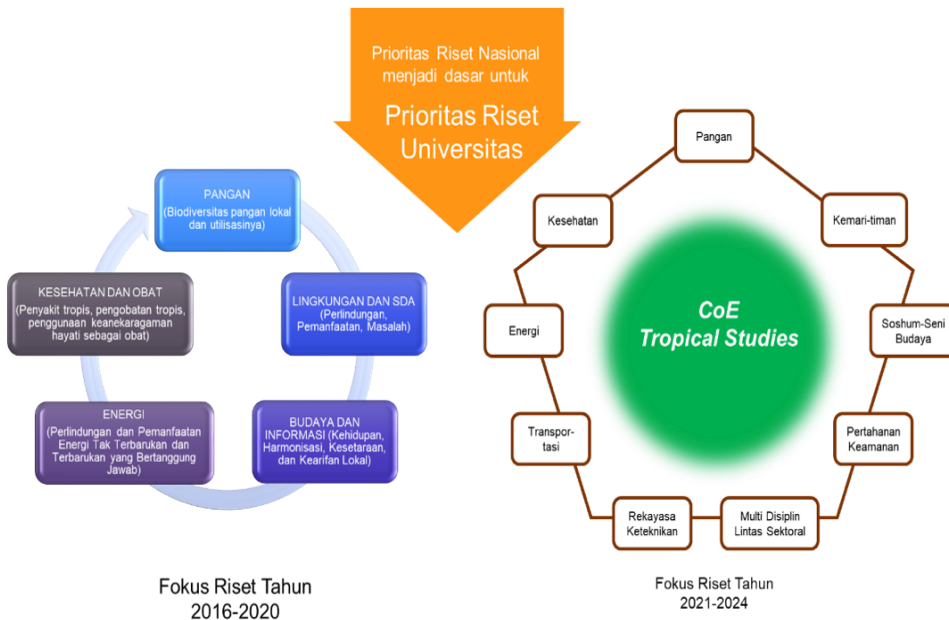 Prioritas Riset Nasional
menjadi dasar untuk
Prioritas Riset
Universitas
PANGAN
(Biodiversitas pangan lokal
dan utilisasinya)
LINGKUNGAN DAN SDA
(Perlindungan,
Pemanfaatan, Masalah)
BUDAYA DAN
INFORMASI (Kehidupan,
Harmonisasi, Kesetaraan,
dan Kearifan Lokal)
ENERGI
(Perlindungan dan Pemanfaatan
Energi Tak Terbarukan dan
Terbarukan yang Bertanggung
Jawab)
KESEHATAN DAN OBAT
(Penyakit tropis, pengobatan tropis,
penggunaan keanekaragaman
hayati sebagai obat)
Fokus Riset Tahun
2016-2020
Pangan
Kemari-timan
Soshum-Seni
Budaya
Pertahanan
Keamanan
Multi Disiplin
Lintas Sektoral
Rekayasa
Keteknikan
Transpor-
tasi
Energi
Kesehatan
CoE
Tropical Studies
Fokus Riset Tahun
2021-2024